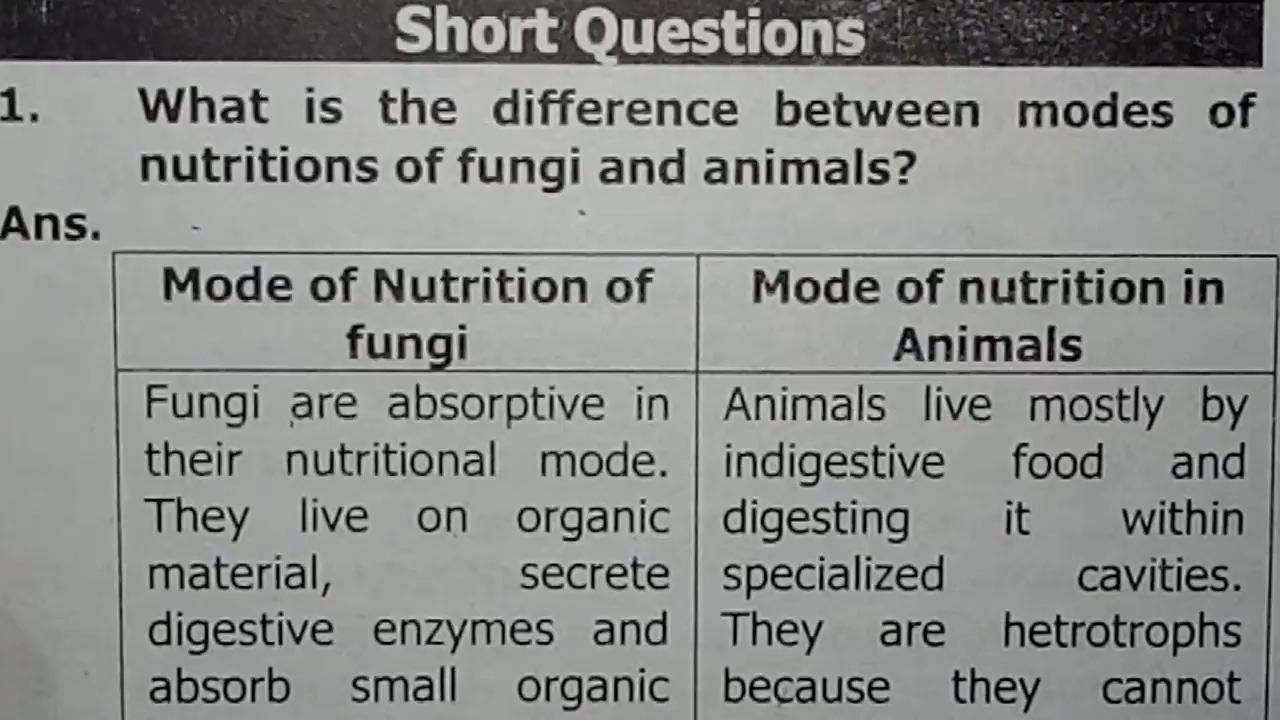 Short Questions
1. What is the difference between modes of
nutritions of fungi and animals?
Ans.
Mode of Nutrition of
fungi
Fungi are absorptive in
their nutritional mode.
They live on organic
material, secrete
digestive enzymes and
absorb small organic
Mode of nutrition in
Animals
Animals live mostly by
indigestive food and
digesting it within
specialized cavities.
They are hetrotrophs
because they cannot